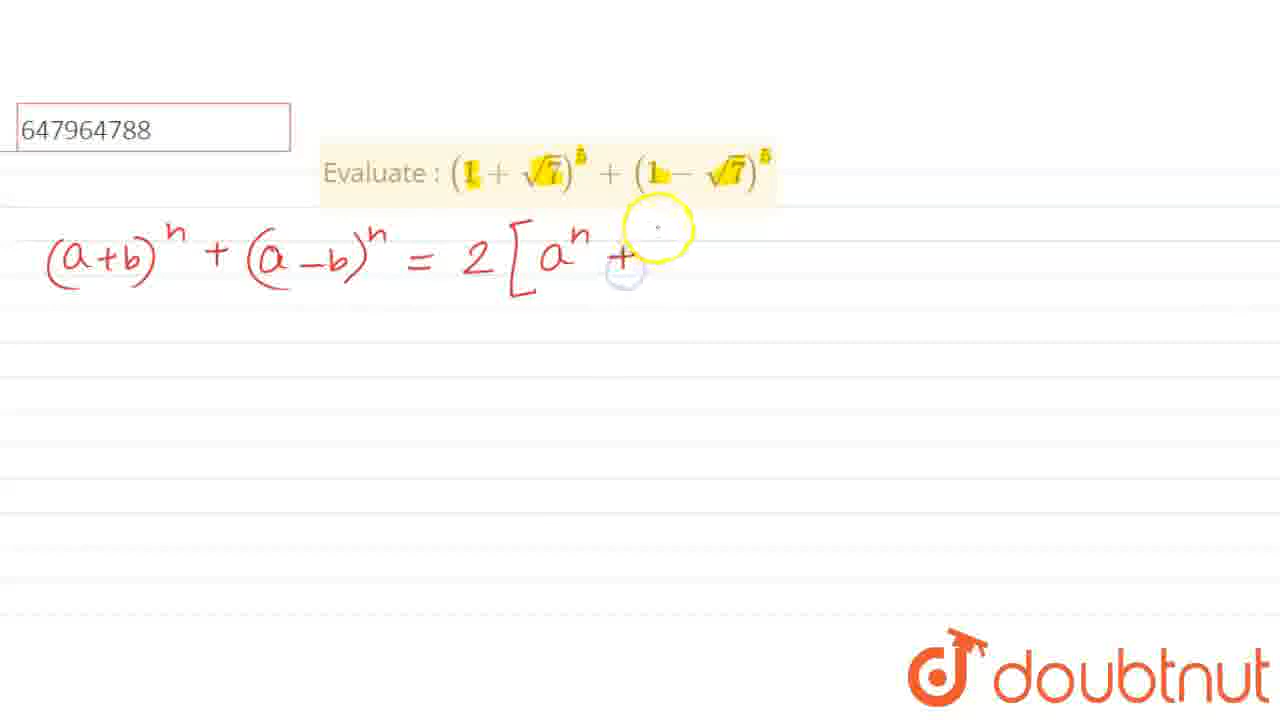 647964788
Evaluate : (1 + √7)^5 + (1 − √7)^5
(a+b)^n + (a−b)^n = 2 [ a^n +
doubtnut